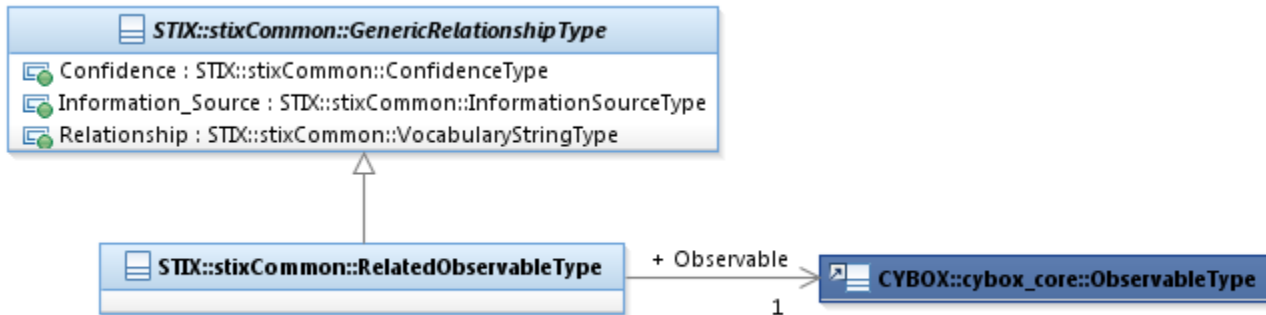 STIX::stixCommon::GenericRelationshipType
Confidence : STIX::stixCommon::ConfidenceType
Information_Source : STIX::stixCommon::InformationSourceType
Relationship : STIX::stixCommon::VocabularyStringType
STIX::stixCommon::RelatedObservableType
+ Observable
1
CYBOX::cybox_core::ObservableType